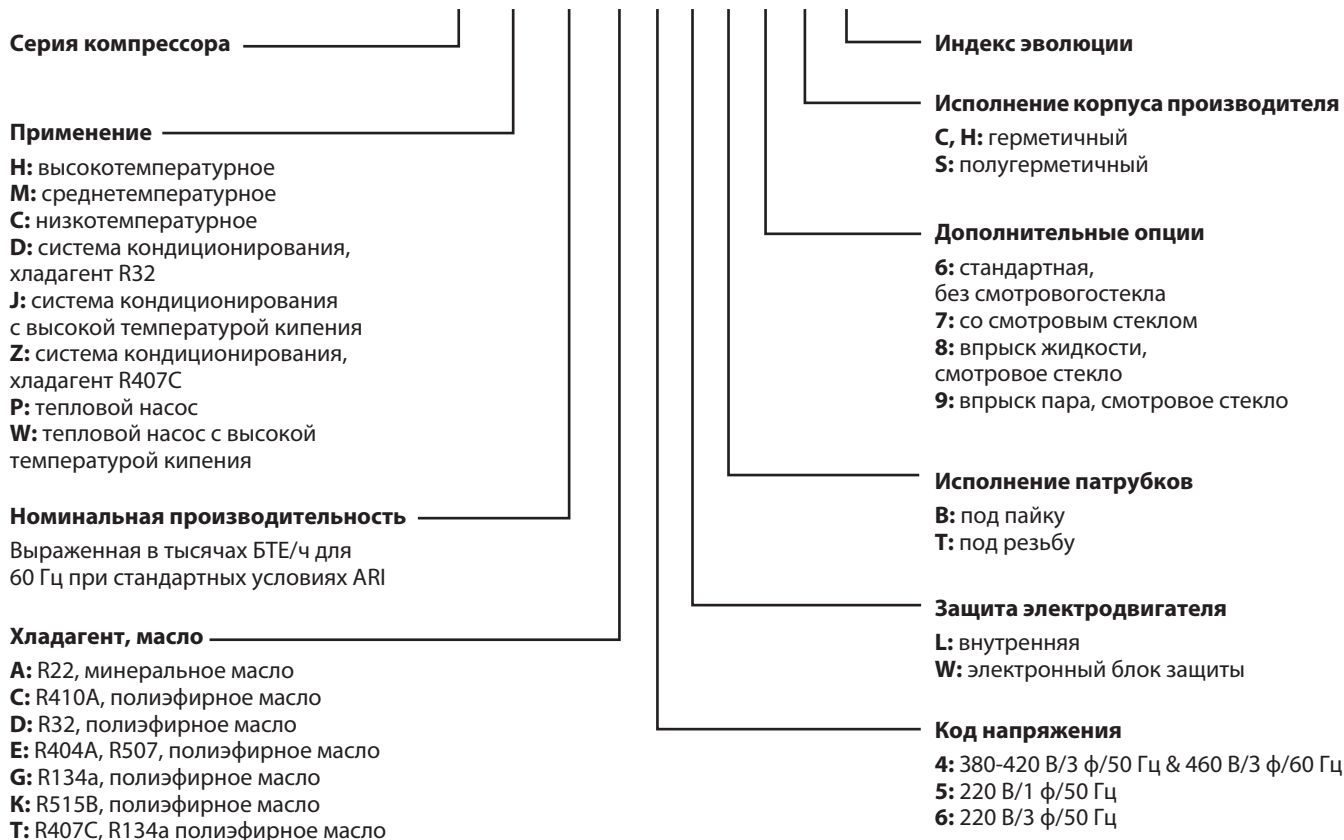 Серия компрессора
Применение
H: высокотемпературное
M: среднетемпературное
C: низкотемпературное
D: система кондиционирования,
хладагент R32
J: система кондиционирования
с высокой температурой кипения
Z: система кондиционирования,
хладагент R407C
P: тепловой насос
W: тепловой насос с высокой
температурой кипения
Номинальная производительность
Выраженная в тысячах БТЕ/ч для
60 Гц при стандартных условиях ARI
Хладагент, масло
A: R22, минеральное масло
C: R410A, полиэфирное масло
D: R32, полиэфирное масло
E: R404A, R507, полиэфирное масло
G: R134a, полиэфирное масло
K: R515B, полиэфирное масло
T: R407C, R134a полиэфирное масло
Индекс эволюции
Исполнение корпуса производителя
C, H: герметичный
S: полугерметичный
Дополнительные опции
6: стандартная,
без смотровогостекла
7: со смотровым стеклом
8: впрыск жидкости,
смотровое стекло
9: впрыск пара, смотровое стекло
Исполнение патрубков
B: под пайку
T: под резьбу
Защита электродвигателя
L: внутренняя
W: электронный блок защиты
Код напряжения
4: 380-420 В/3 ф/50 Гц & 460 В/3 ф/60 Гц
5: 220 В/1 ф/50 Гц
6: 220 В/3 ф/50 Гц